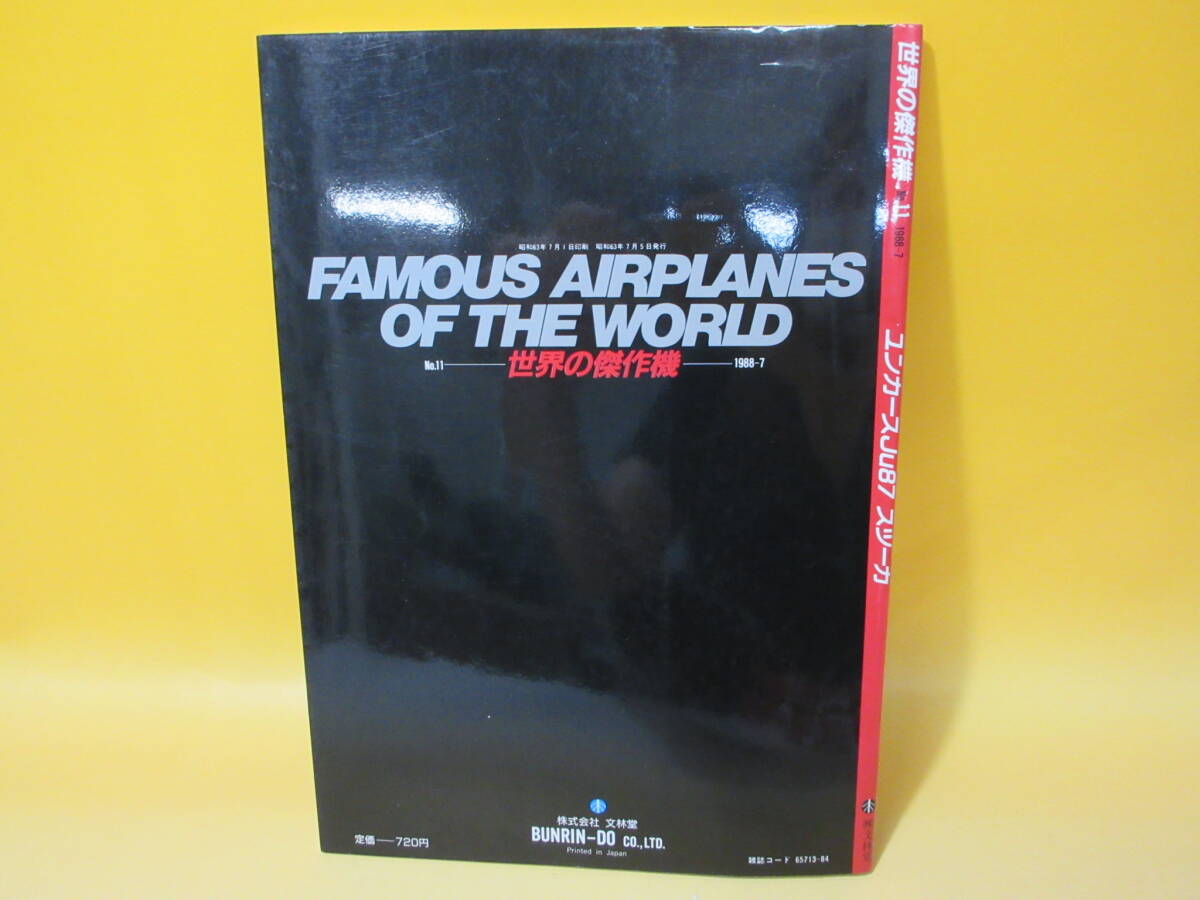 昭和63年7月1日印刷 昭和63年7月5日発行
FAMOUS AIRPLANES
OF THE WORLD
No.11 世界の傑作機 1988-7
株式会社 文林堂
BUNRIN-DO CO.,LTD.
Printed in Japan
定価—720円
雑誌コード 65713-84
世界の傑作機 No.11 1988-7
ユンカースJu87 スツーカ
㈱文林堂